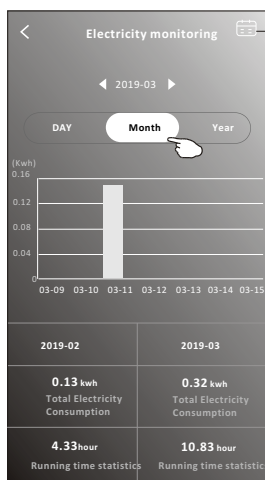 Electricity monitoring
2019-03
DAY Month Year
(Kwh)
0.16
0.12
0.08
0.04
0
03-09 03-10 03-11 03-12 03-13 03-14 03-15
2019-02 2019-03
0.13 kwh 0.32 kwh
Total Electricity Total Electricity
Consumption Consumption
4.33hour 10.83 hour
Running time statistics Running time statistic